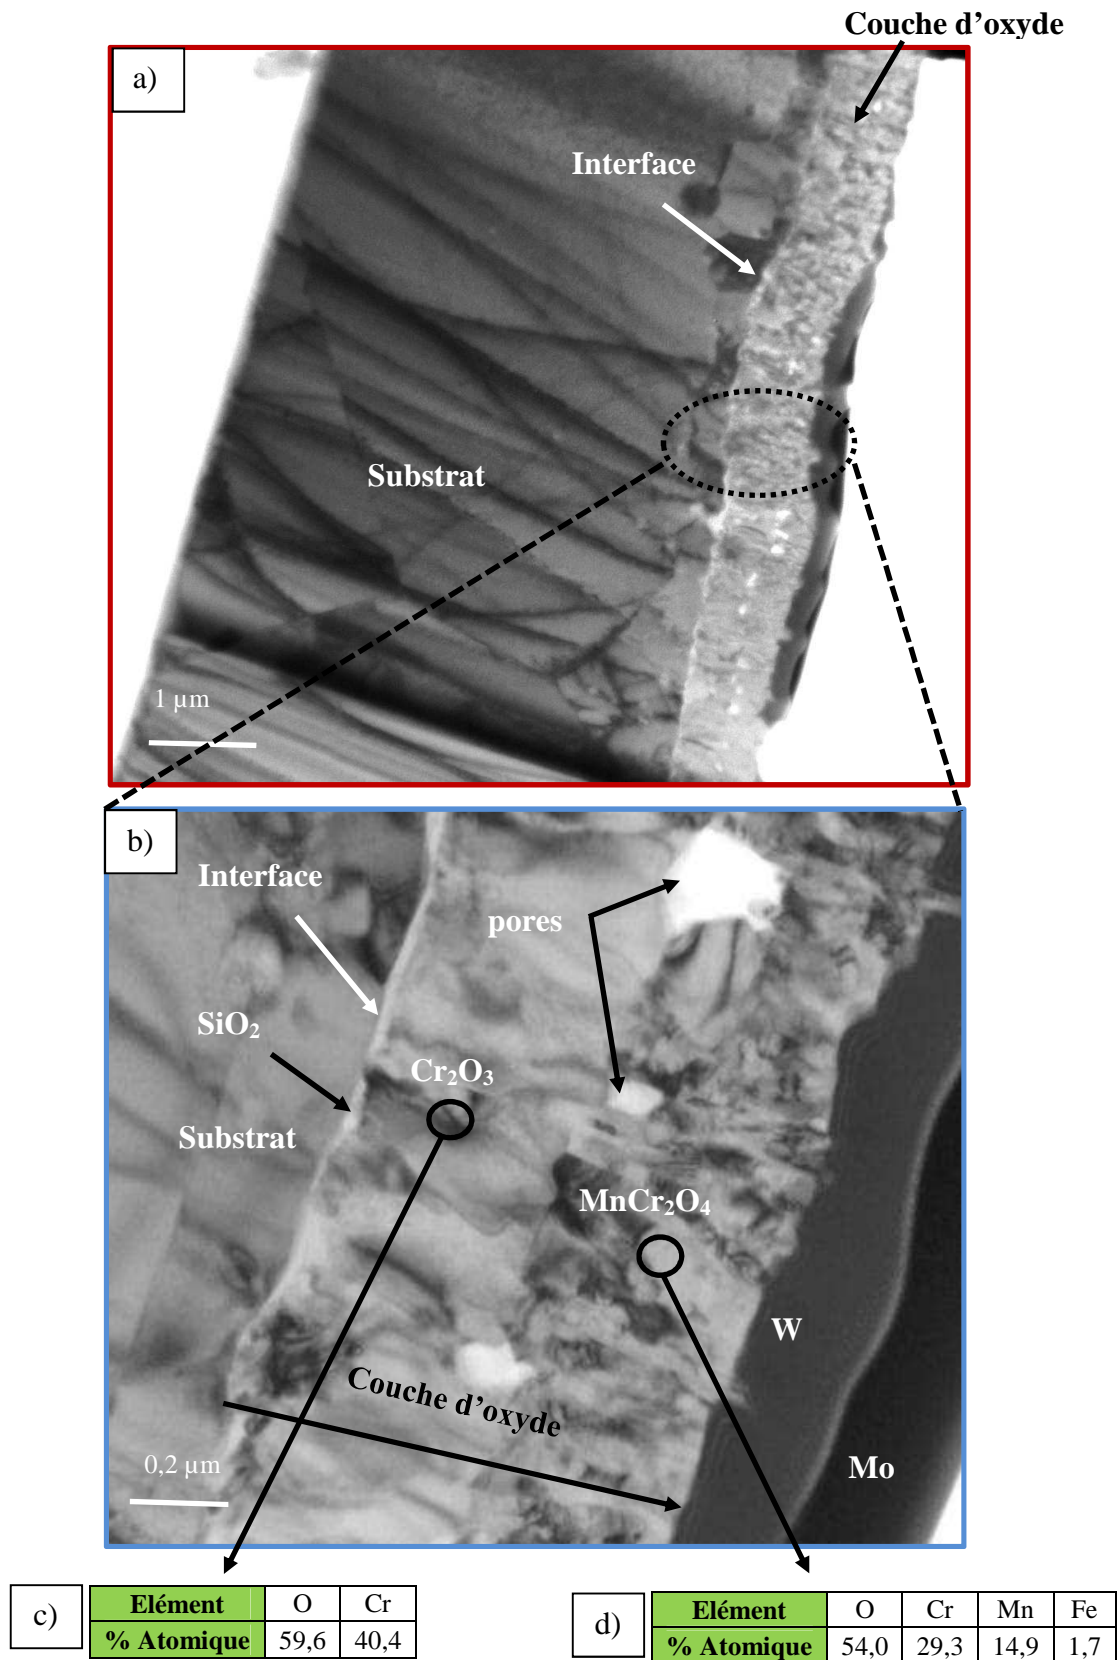 Couche d'oxyde
a)
Interface
Substrat
1 µm
b)
Interface
pores
SiO₂
Cr₂O₃
Substrat
MnCr₂O₄
W
Couche d'oxyde
0,2 µm
Mo
c)
Elément O Cr
% Atomique 59,6 40,4
d)
Elément O Cr Mn Fe
% Atomique 54,0 29,3 14,9 1,7